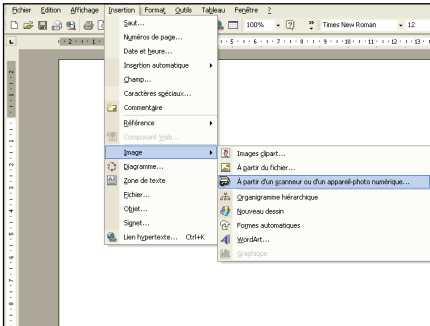 Fichier Edition Affichage Insertion Format Outils Tableau Fenêtre ?
100% Times New Roman 12
Saut...
Numéros de page...
Date et heure...
Insertion automatique
Champ...
Caractères spéciaux...
Commentaire
Référence
Composant Web...
Image
Diagramme...
Zone de texte
Fichier...
Objet...
Signet...
Lien hypertexte... Ctrl+K
Images clipart...
À partir du fichier...
À partir d'un scanneur ou d'un appareil-photo numérique...
Organigramme hiérarchique
Nouveau dessin
Formes automatiques
WordArt...
Graphique